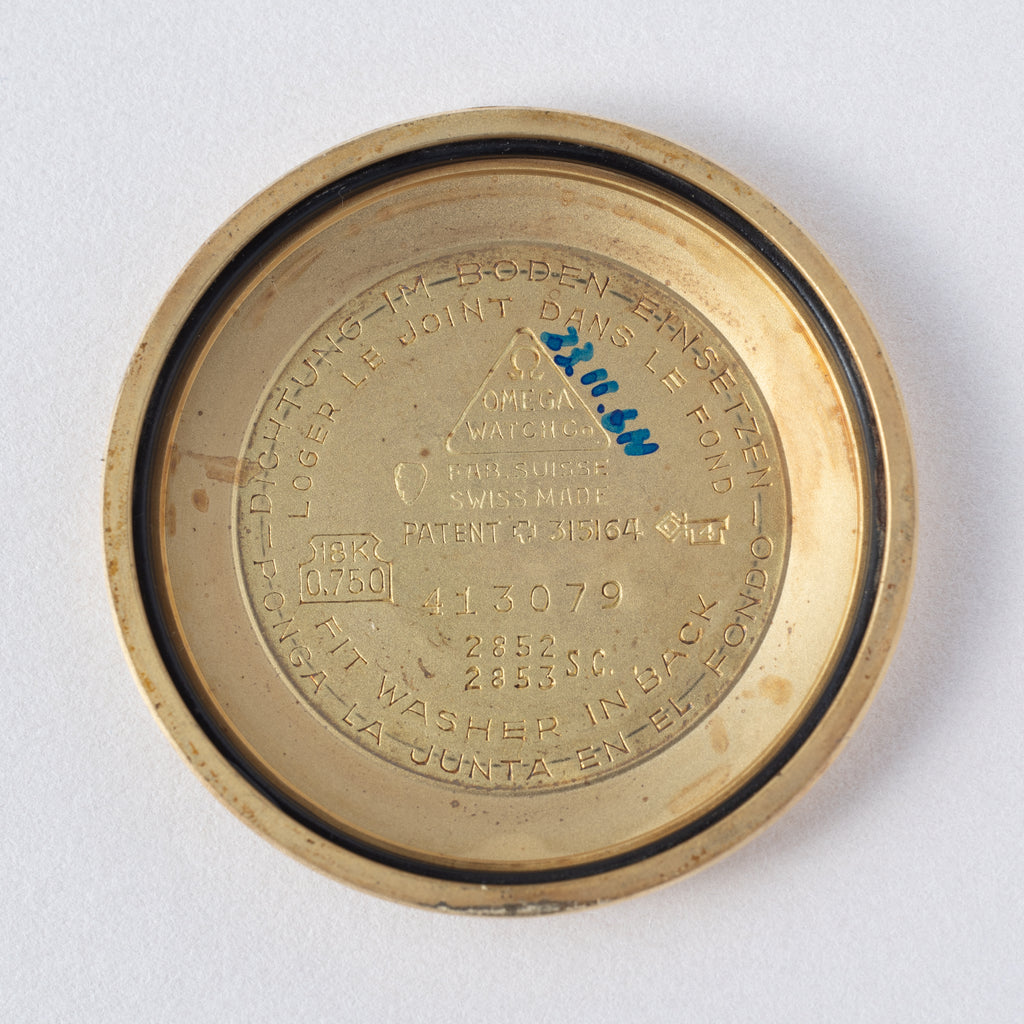 DICHTUNG IM BODEN EINSETZEN
LOGER LE JOINT DANS LE FOND
Ω
OMEGA
WATCH Co.
FAB. SUISSE
SWISS MADE
PATENT ✚ 315164
14
18K
0.750
413079
2852
2853 S.C.
FIT WASHER IN BACK
PONGA LA JUNTA EN EL FONDO